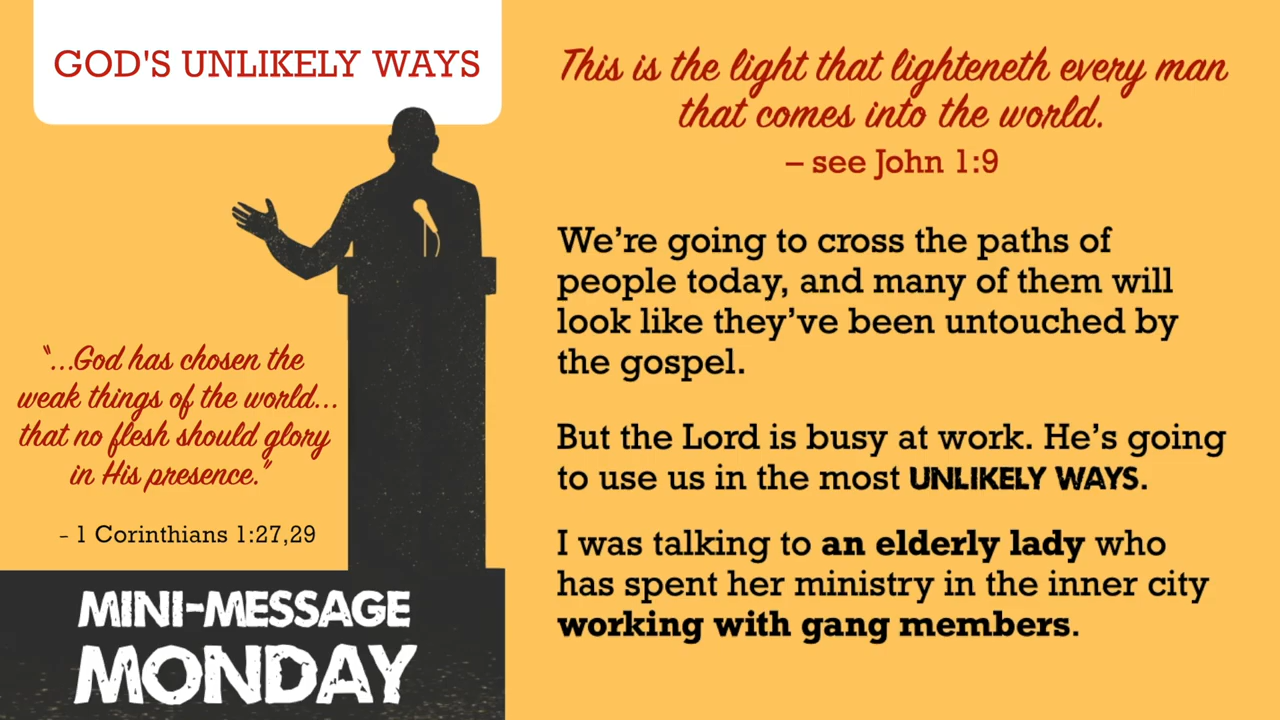 GOD'S UNLIKELY WAYS
"...God has chosen the
weak things of the world...
that no flesh should glory
in His presence."
– 1 Corinthians 1:27,29
MINI-MESSAGE
MONDAY
This is the light that lighteneth every man
that comes into the world.
– see John 1:9
We're going to cross the paths of
people today, and many of them will
look like they've been untouched by
the gospel.
But the Lord is busy at work. He's going
to use us in the most UNLIKELY WAYS.
I was talking to an elderly lady who
has spent her ministry in the inner city
working with gang members.